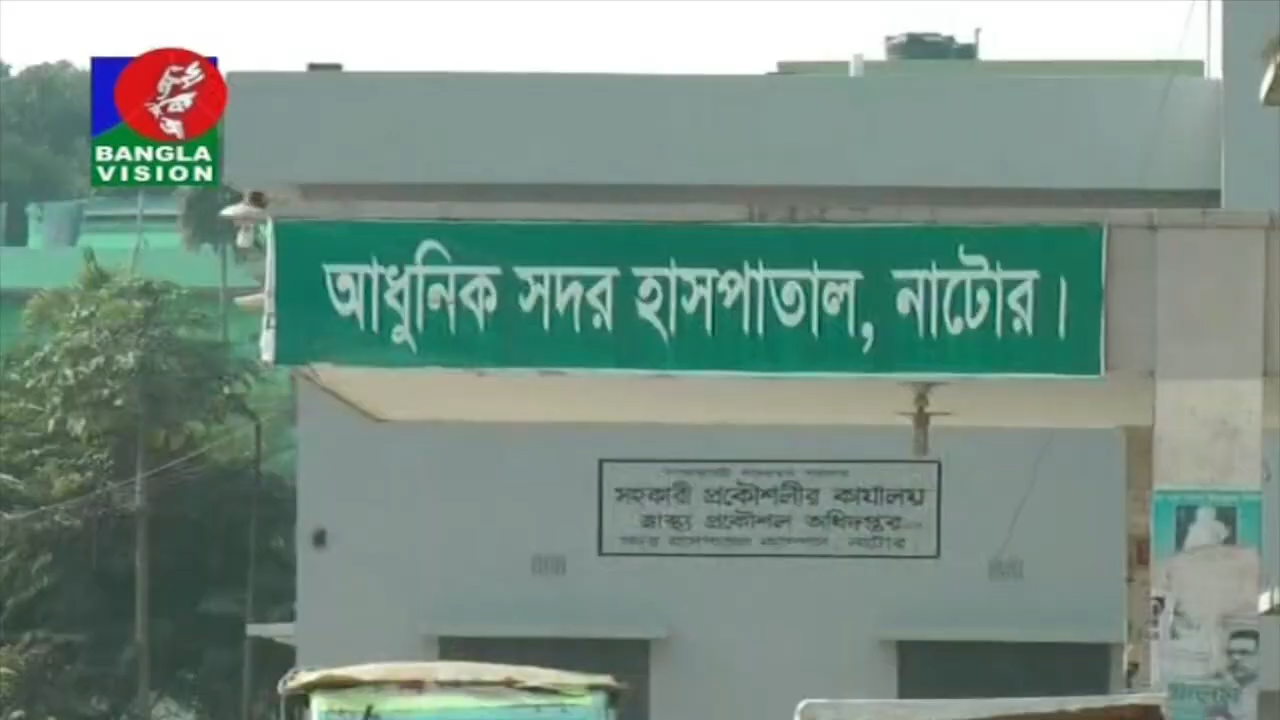 BANGLA
VISION
আধুনিক সদর হাসপাতাল, নাটোর।
সহকারী প্রকৌশলীর কার্যালয়
স্বাস্থ্য প্রকৌশল অধিদপ্তর
নাটোর